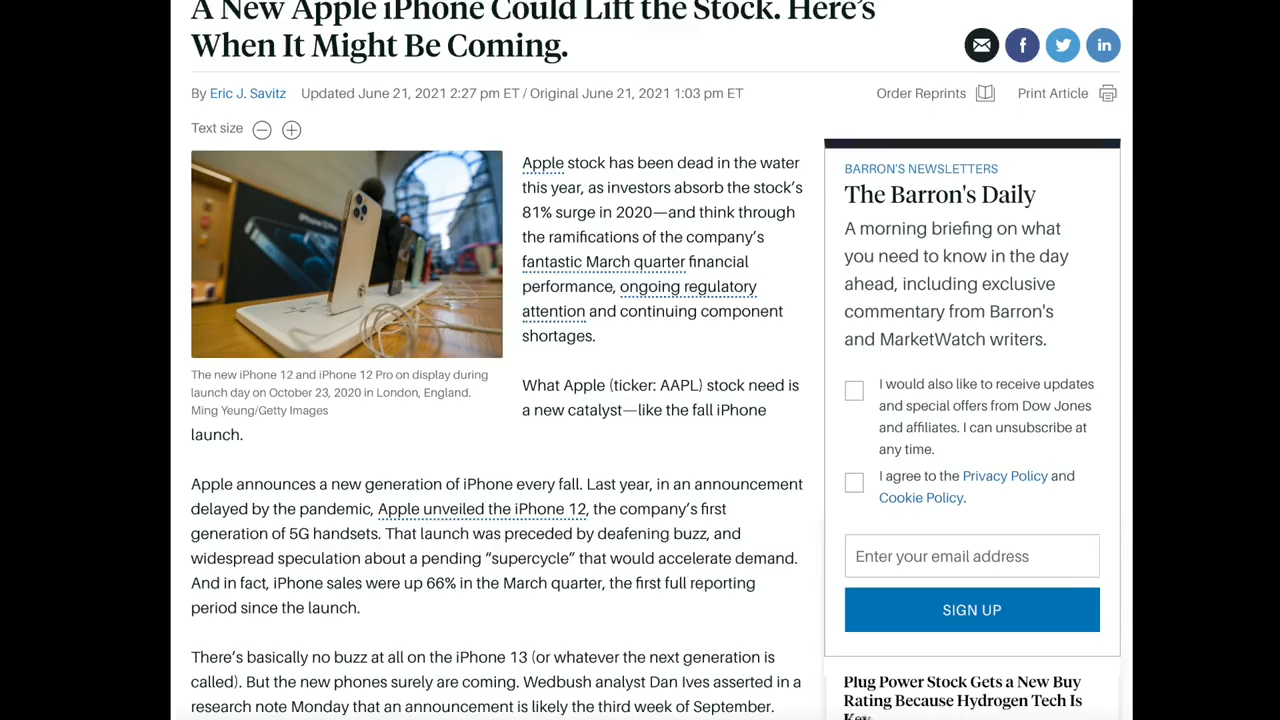 A New Apple iPhone Could Lift the Stock. Here’s
When It Might Be Coming.
By Eric J. Savitz Updated June 21, 2021 2:27 pm ET / Original June 21, 2021 1:03 pm ET
Order Reprints
Print Article
Text size
The new iPhone 12 and iPhone 12 Pro on display during
launch day on October 23, 2020 in London, England.
Ming Yeung/Getty Images
Apple stock has been dead in the water
this year, as investors absorb the stock’s
81% surge in 2020—and think through
the ramifications of the company’s
fantastic March quarter financial
performance, ongoing regulatory
attention and continuing component
shortages.
What Apple (ticker: AAPL) stock need is
a new catalyst—like the fall iPhone
launch.
Apple announces a new generation of iPhone every fall. Last year, in an announcement
delayed by the pandemic, Apple unveiled the iPhone 12, the company’s first
generation of 5G handsets. That launch was preceded by deafening buzz, and
widespread speculation about a pending “supercycle” that would accelerate demand.
And in fact, iPhone sales were up 66% in the March quarter, the first full reporting
period since the launch.
There’s basically no buzz at all on the iPhone 13 (or whatever the next generation is
called). But the new phones surely are coming. Wedbush analyst Dan Ives asserted in a
research note Monday that an announcement is likely the third week of September.
BARRON'S NEWSLETTERS
The Barron's Daily
A morning briefing on what
you need to know in the day
ahead, including exclusive
commentary from Barron's
and MarketWatch writers.
I would also like to receive updates
and special offers from Dow Jones
and affiliates. I can unsubscribe at
any time.
I agree to the Privacy Policy and
Cookie Policy.
Enter your email address
SIGN UP
Plug Power Stock Gets a New Buy
Rating Because Hydrogen Tech Is